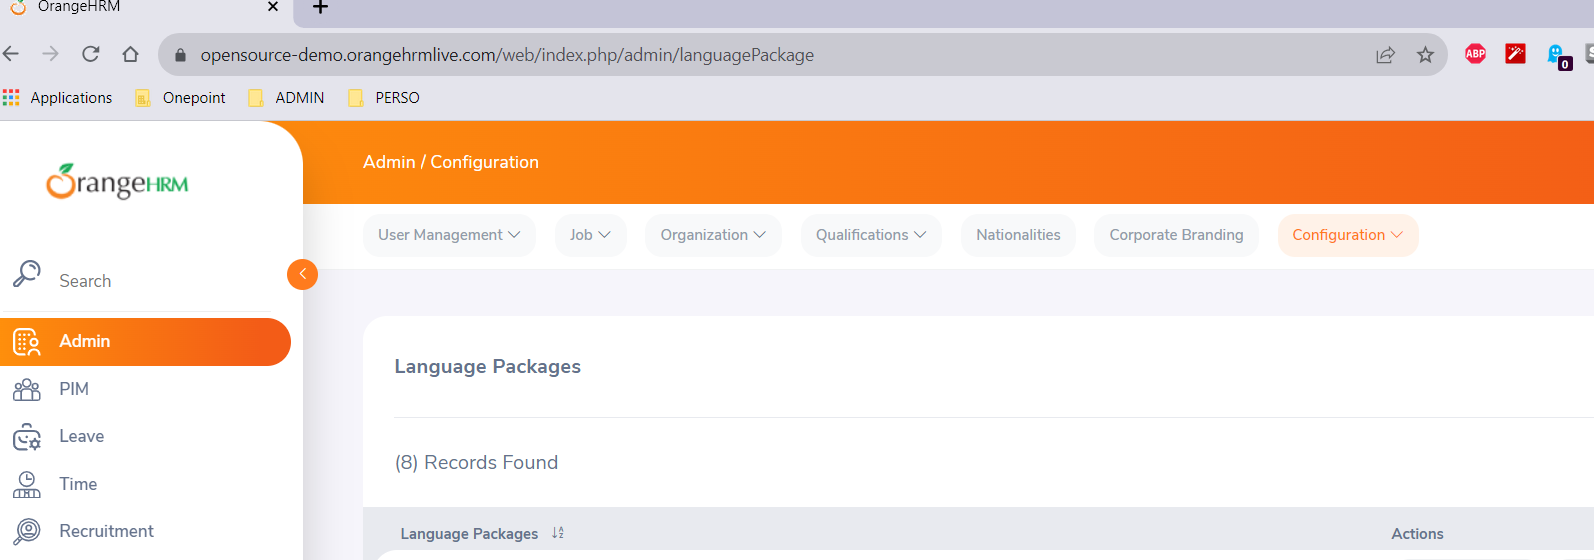 OrangeHRM
opensource-demo.orangehrmlive.com/web/index.php/admin/languagePackage
ABP
0
Applications Onepoint ADMIN PERSO
OrangeHRM
Admin / Configuration
User Management Job Organization Qualifications Nationalities Corporate Branding Configuration
Search
Admin
PIM
Leave
Time
Recruitment
Language Packages
(8) Records Found
Language Packages Actions